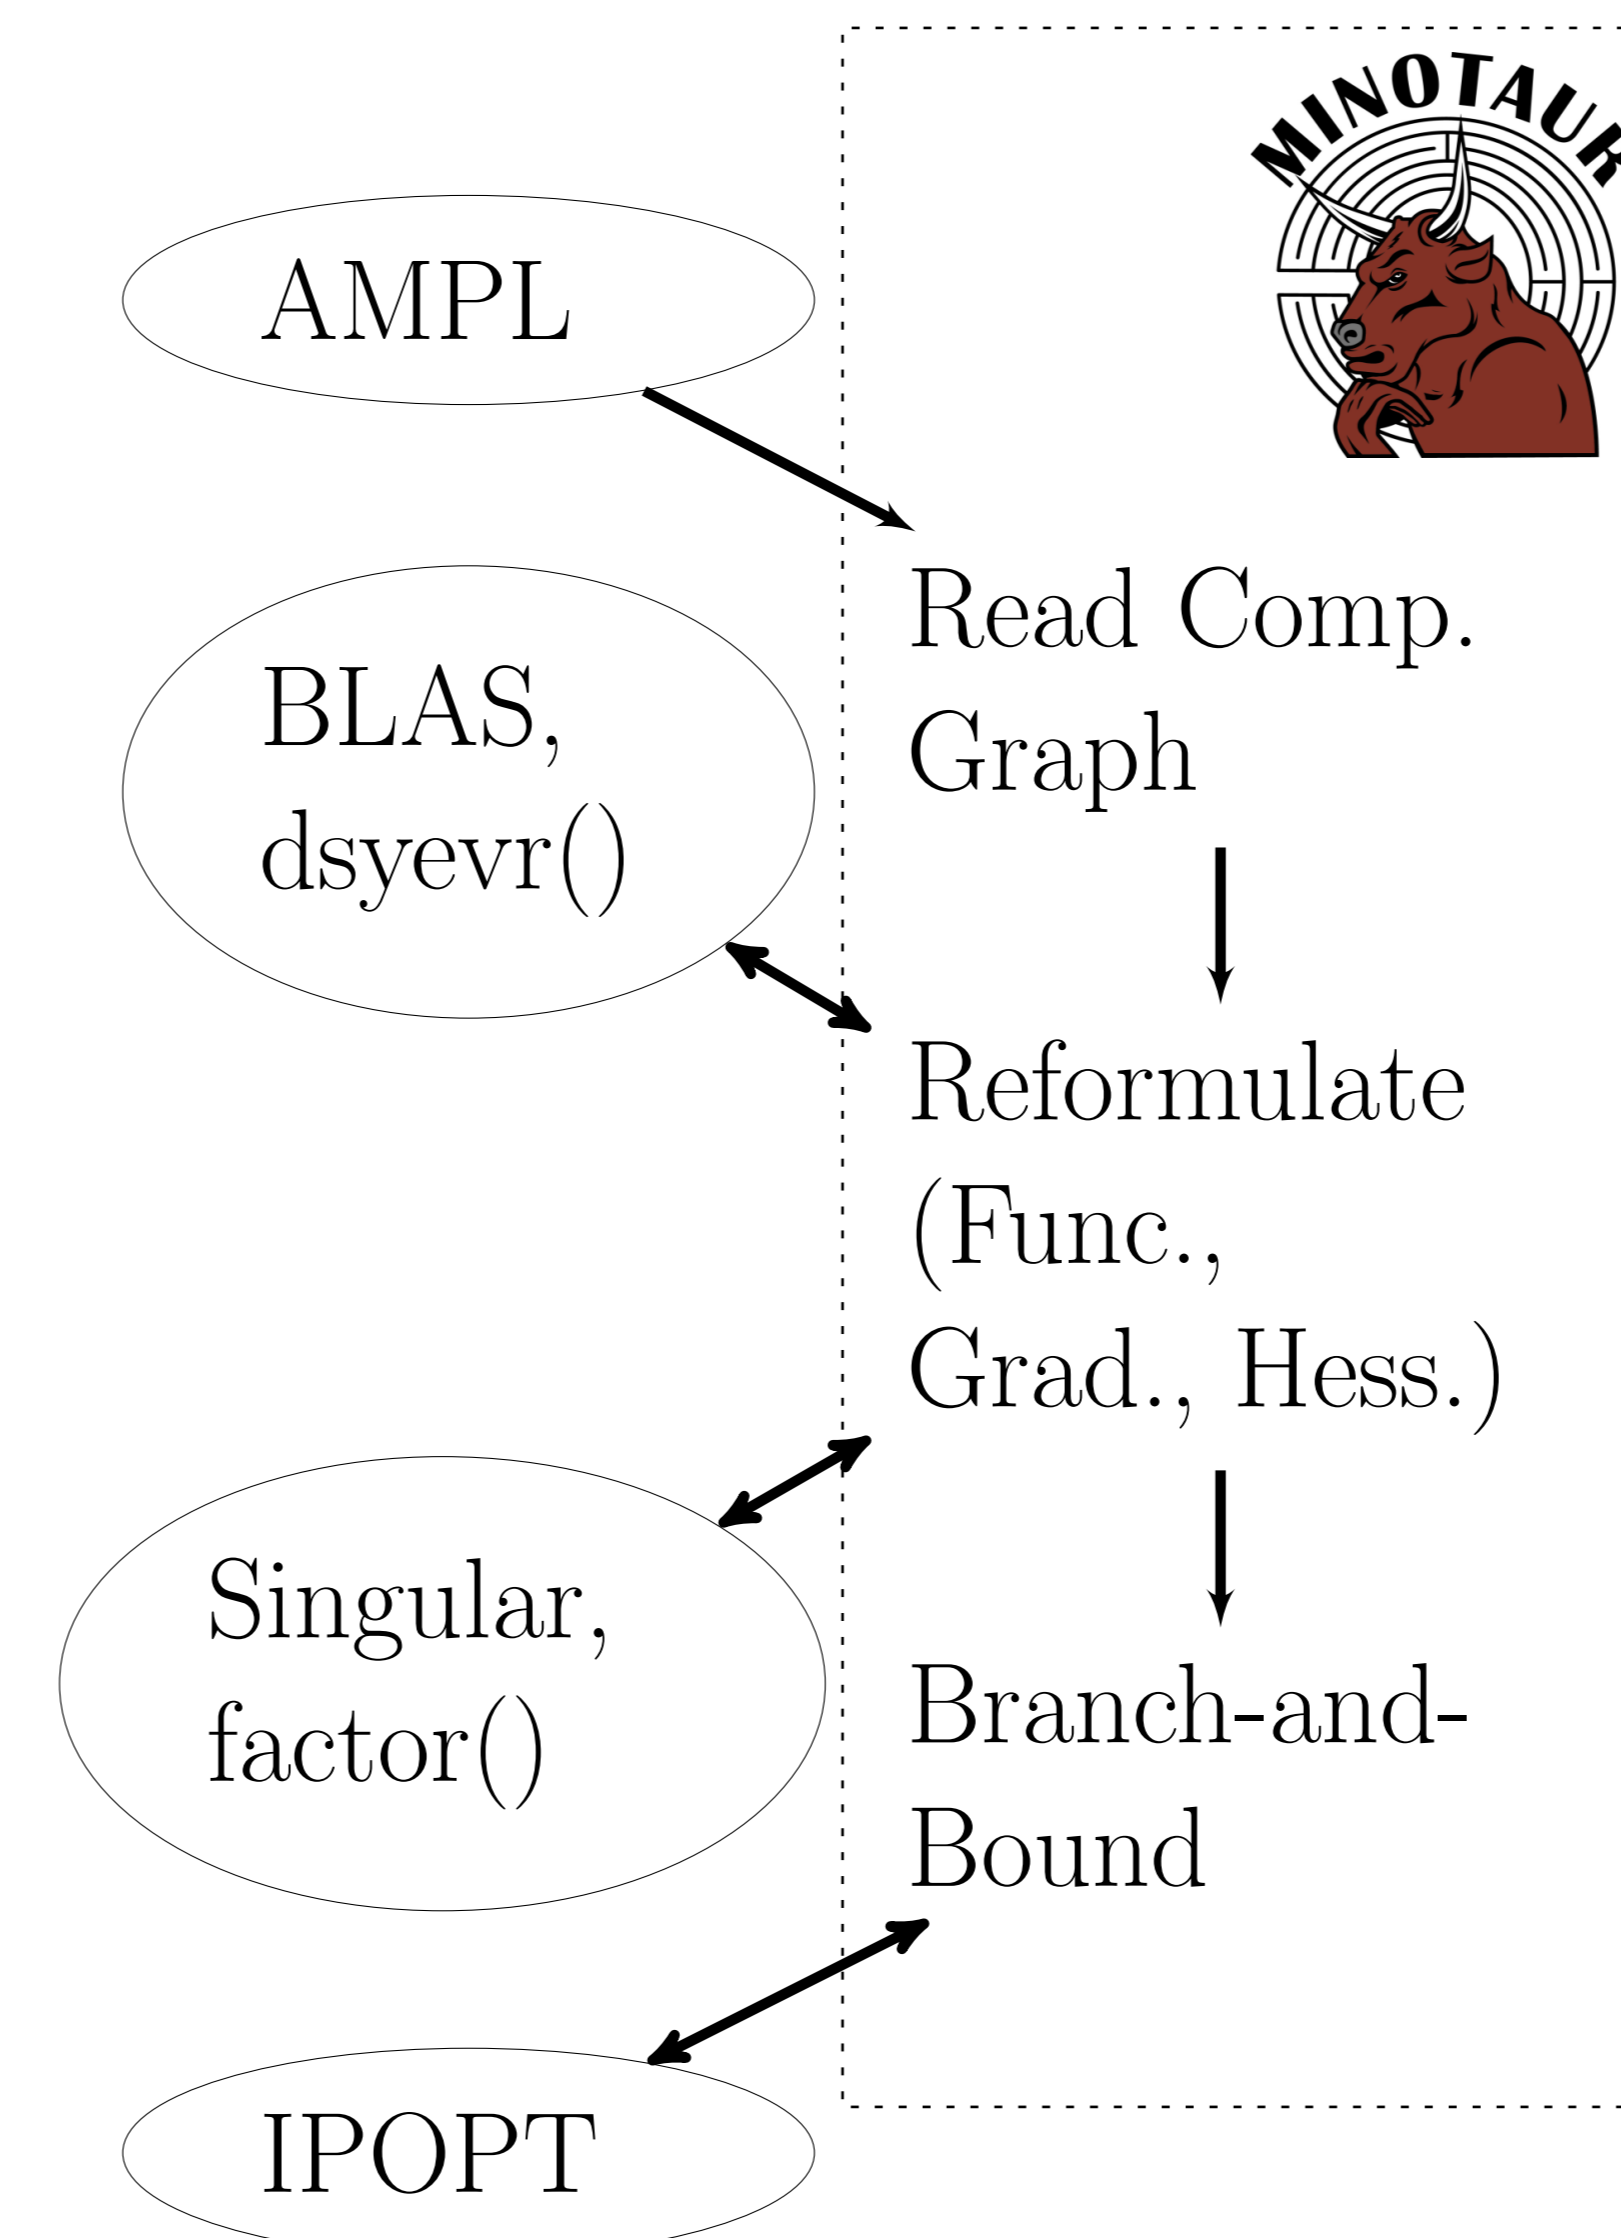 MINOTAUR
AMPL
Read Comp.
Graph
BLAS,
dsyevr()
Reformulate
(Func.,
Grad., Hess.)
Singular,
factor()
Branch-and-
Bound
IPOPT